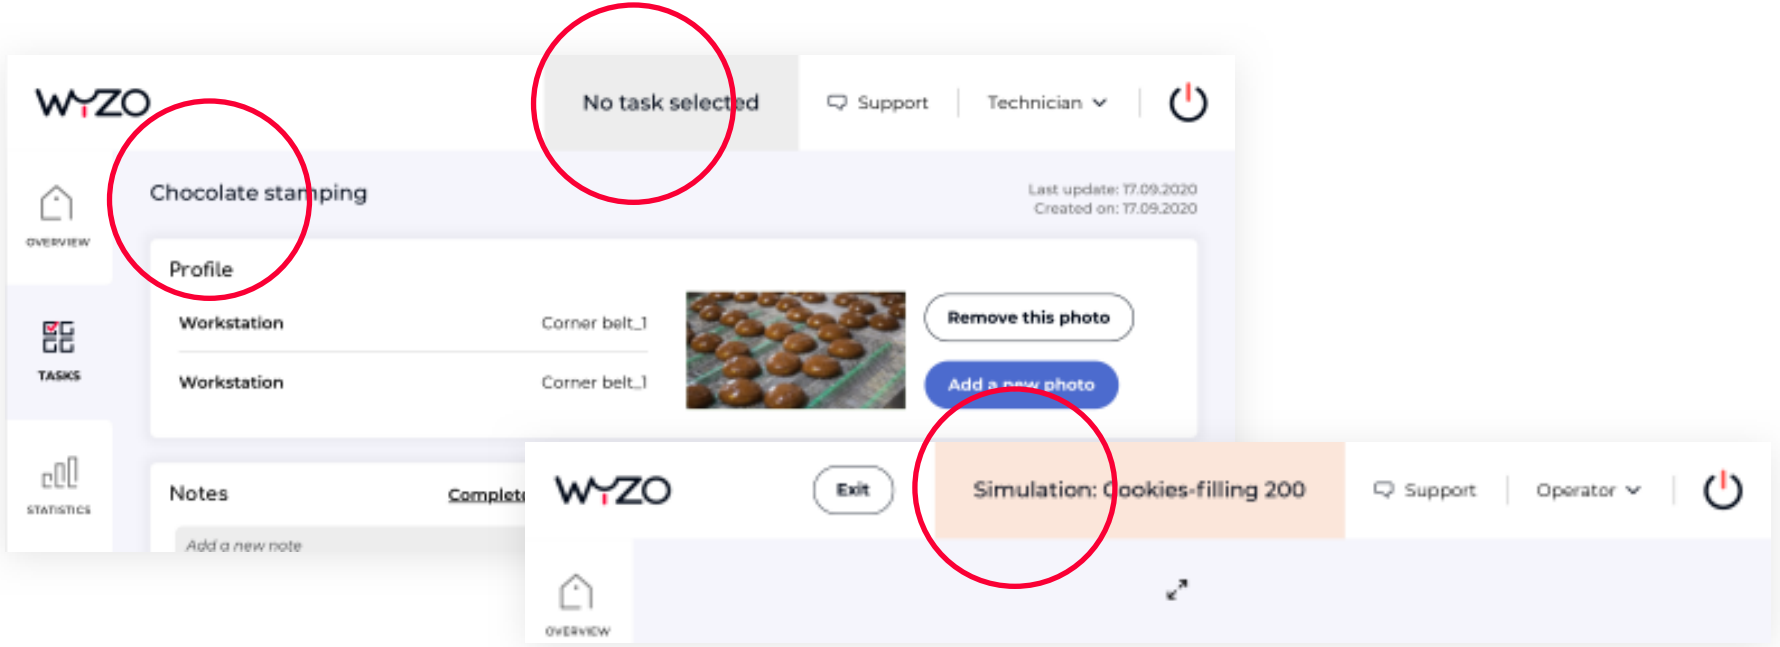 WYZO
No task selected
Support
Technician
Chocolate stamping
Last update: 17.09.2020
Created on: 17.09.2020
OVERVIEW
Profile
Workstation
Corner belt_1
Remove this photo
TASKS
Workstation
Corner belt_1
Add a new photo
STATISTICS
Notes
Complete
Add a new note
WYZO
Exit
Simulation: Cookies-filling 200
Support
Operator
OVERVIEW